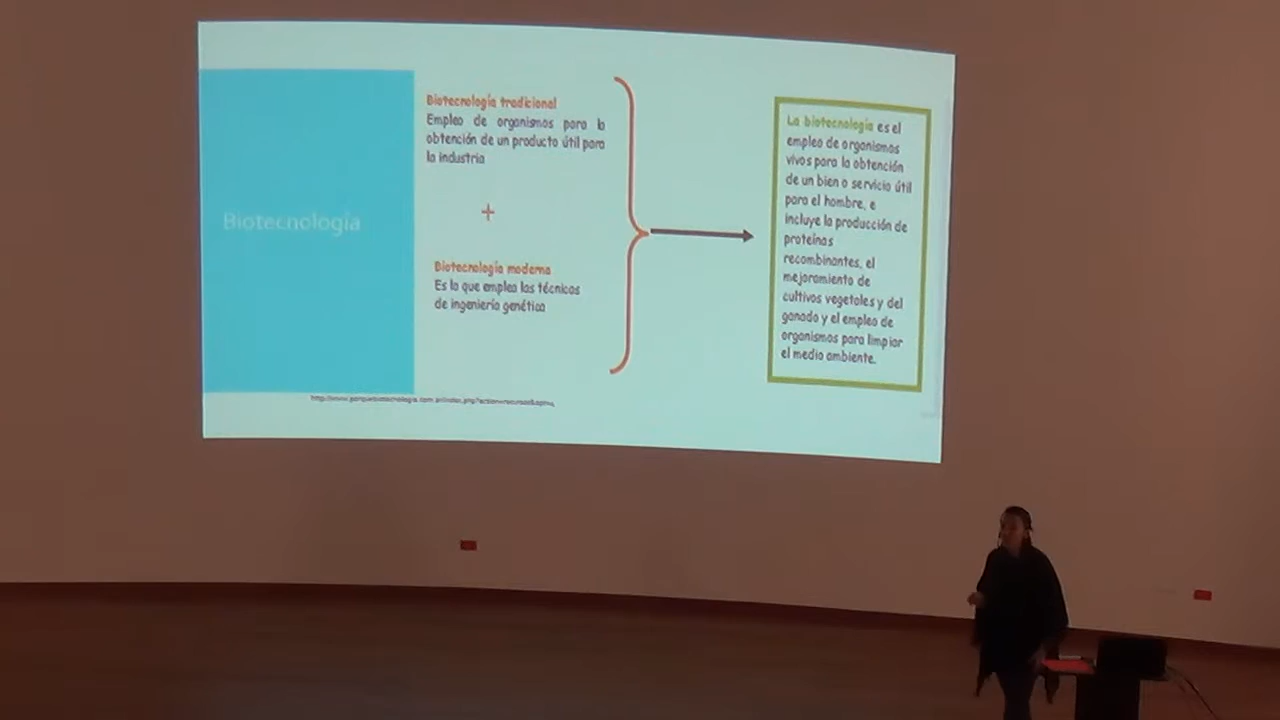 Biotecnología
Biotecnología tradicional
Empleo de organismos para la
obtención de un producto útil para
la industria
+
Biotecnología moderna
Es la que emplea las técnicas
de ingeniería genética
La biotecnología es el
empleo de organismos
vivos para la obtención
de un bien o servicio útil
para el hombre, e
incluye la producción de
proteínas
recombinantes, el
mejoramiento de
cultivos vegetales y del
ganado y el empleo de
organismos para limpiar
el medio ambiente.